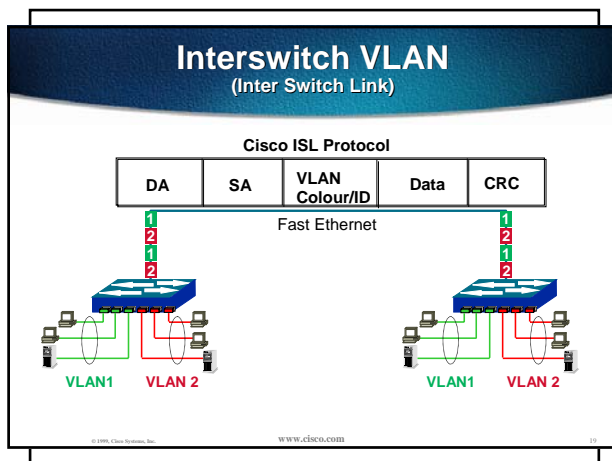 Interswitch VLAN
(Inter Switch Link)
Cisco ISL Protocol
DA SA VLAN Colour/ID Data CRC
Fast Ethernet
1 1
2 2
1 1
2 2
VLAN1 VLAN 2 VLAN1 VLAN 2
© 1999, Cisco Systems, Inc. www.cisco.com 19